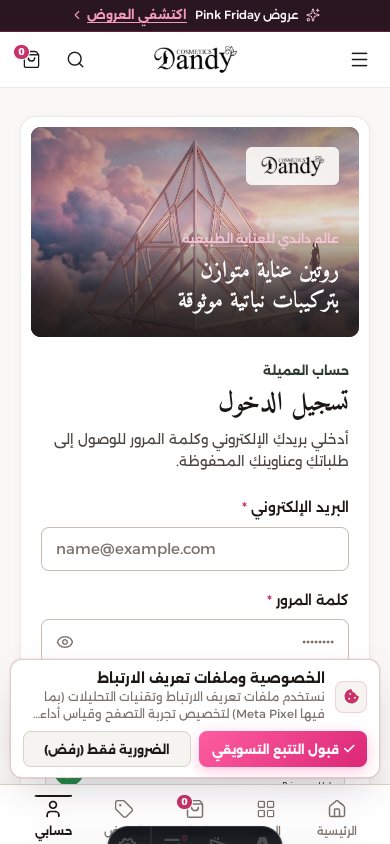 عروض Pink Friday اكتشفي العروض
0
COSMETICS
Dandy
COSMETICS
Dandy
عالم داندي للعناية الطبيعية
روتين عناية متوازن
بتركيبات نباتية موثوقة
حساب العميلة
تسجيل الدخول
أدخلي بريدكِ الإلكتروني وكلمة المرور للوصول إلى
طلباتكِ وعناوينكِ المحفوظة.
البريد الإلكتروني *
name@example.com
كلمة المرور *
الخصوصية وملفات تعريف الارتباط
نستخدم ملفات تعريف الارتباط وتقنيات التحليلات (بما
فيها Meta Pixel) لتخصيص تجربة التصفح وقياس أداء...
قبول التتبع التسويقي
الضرورية فقط (رفض)
0
الرئيسية
حسابي